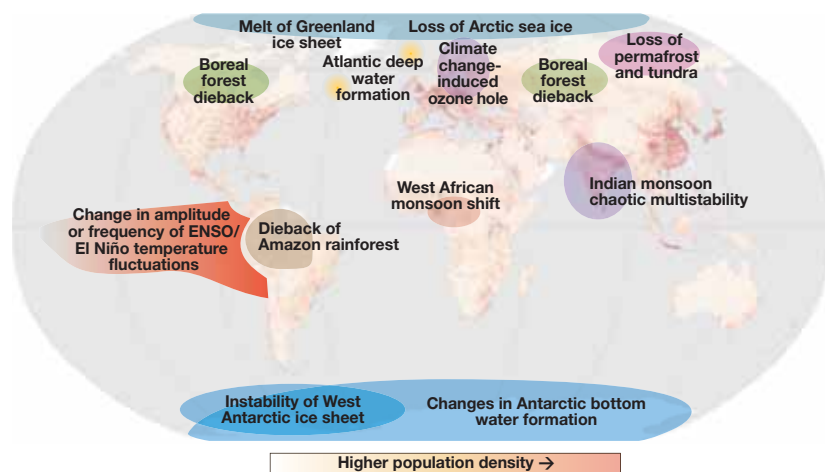 Melt of Greenland
ice sheet
Loss of Arctic sea ice
Boreal
forest
dieback
Atlantic deep
water
formation
Climate
change-
induced
ozone hole
Boreal
forest
dieback
Loss of
permafrost
and tundra
West African
monsoon shift
Indian monsoon
chaotic multistability
Change in amplitude
or frequency of ENSO/
El Niño temperature
fluctuations
Dieback of
Amazon rainforest
Instability of West
Antarctic ice sheet
Changes in Antarctic bottom
water formation
Higher population density →